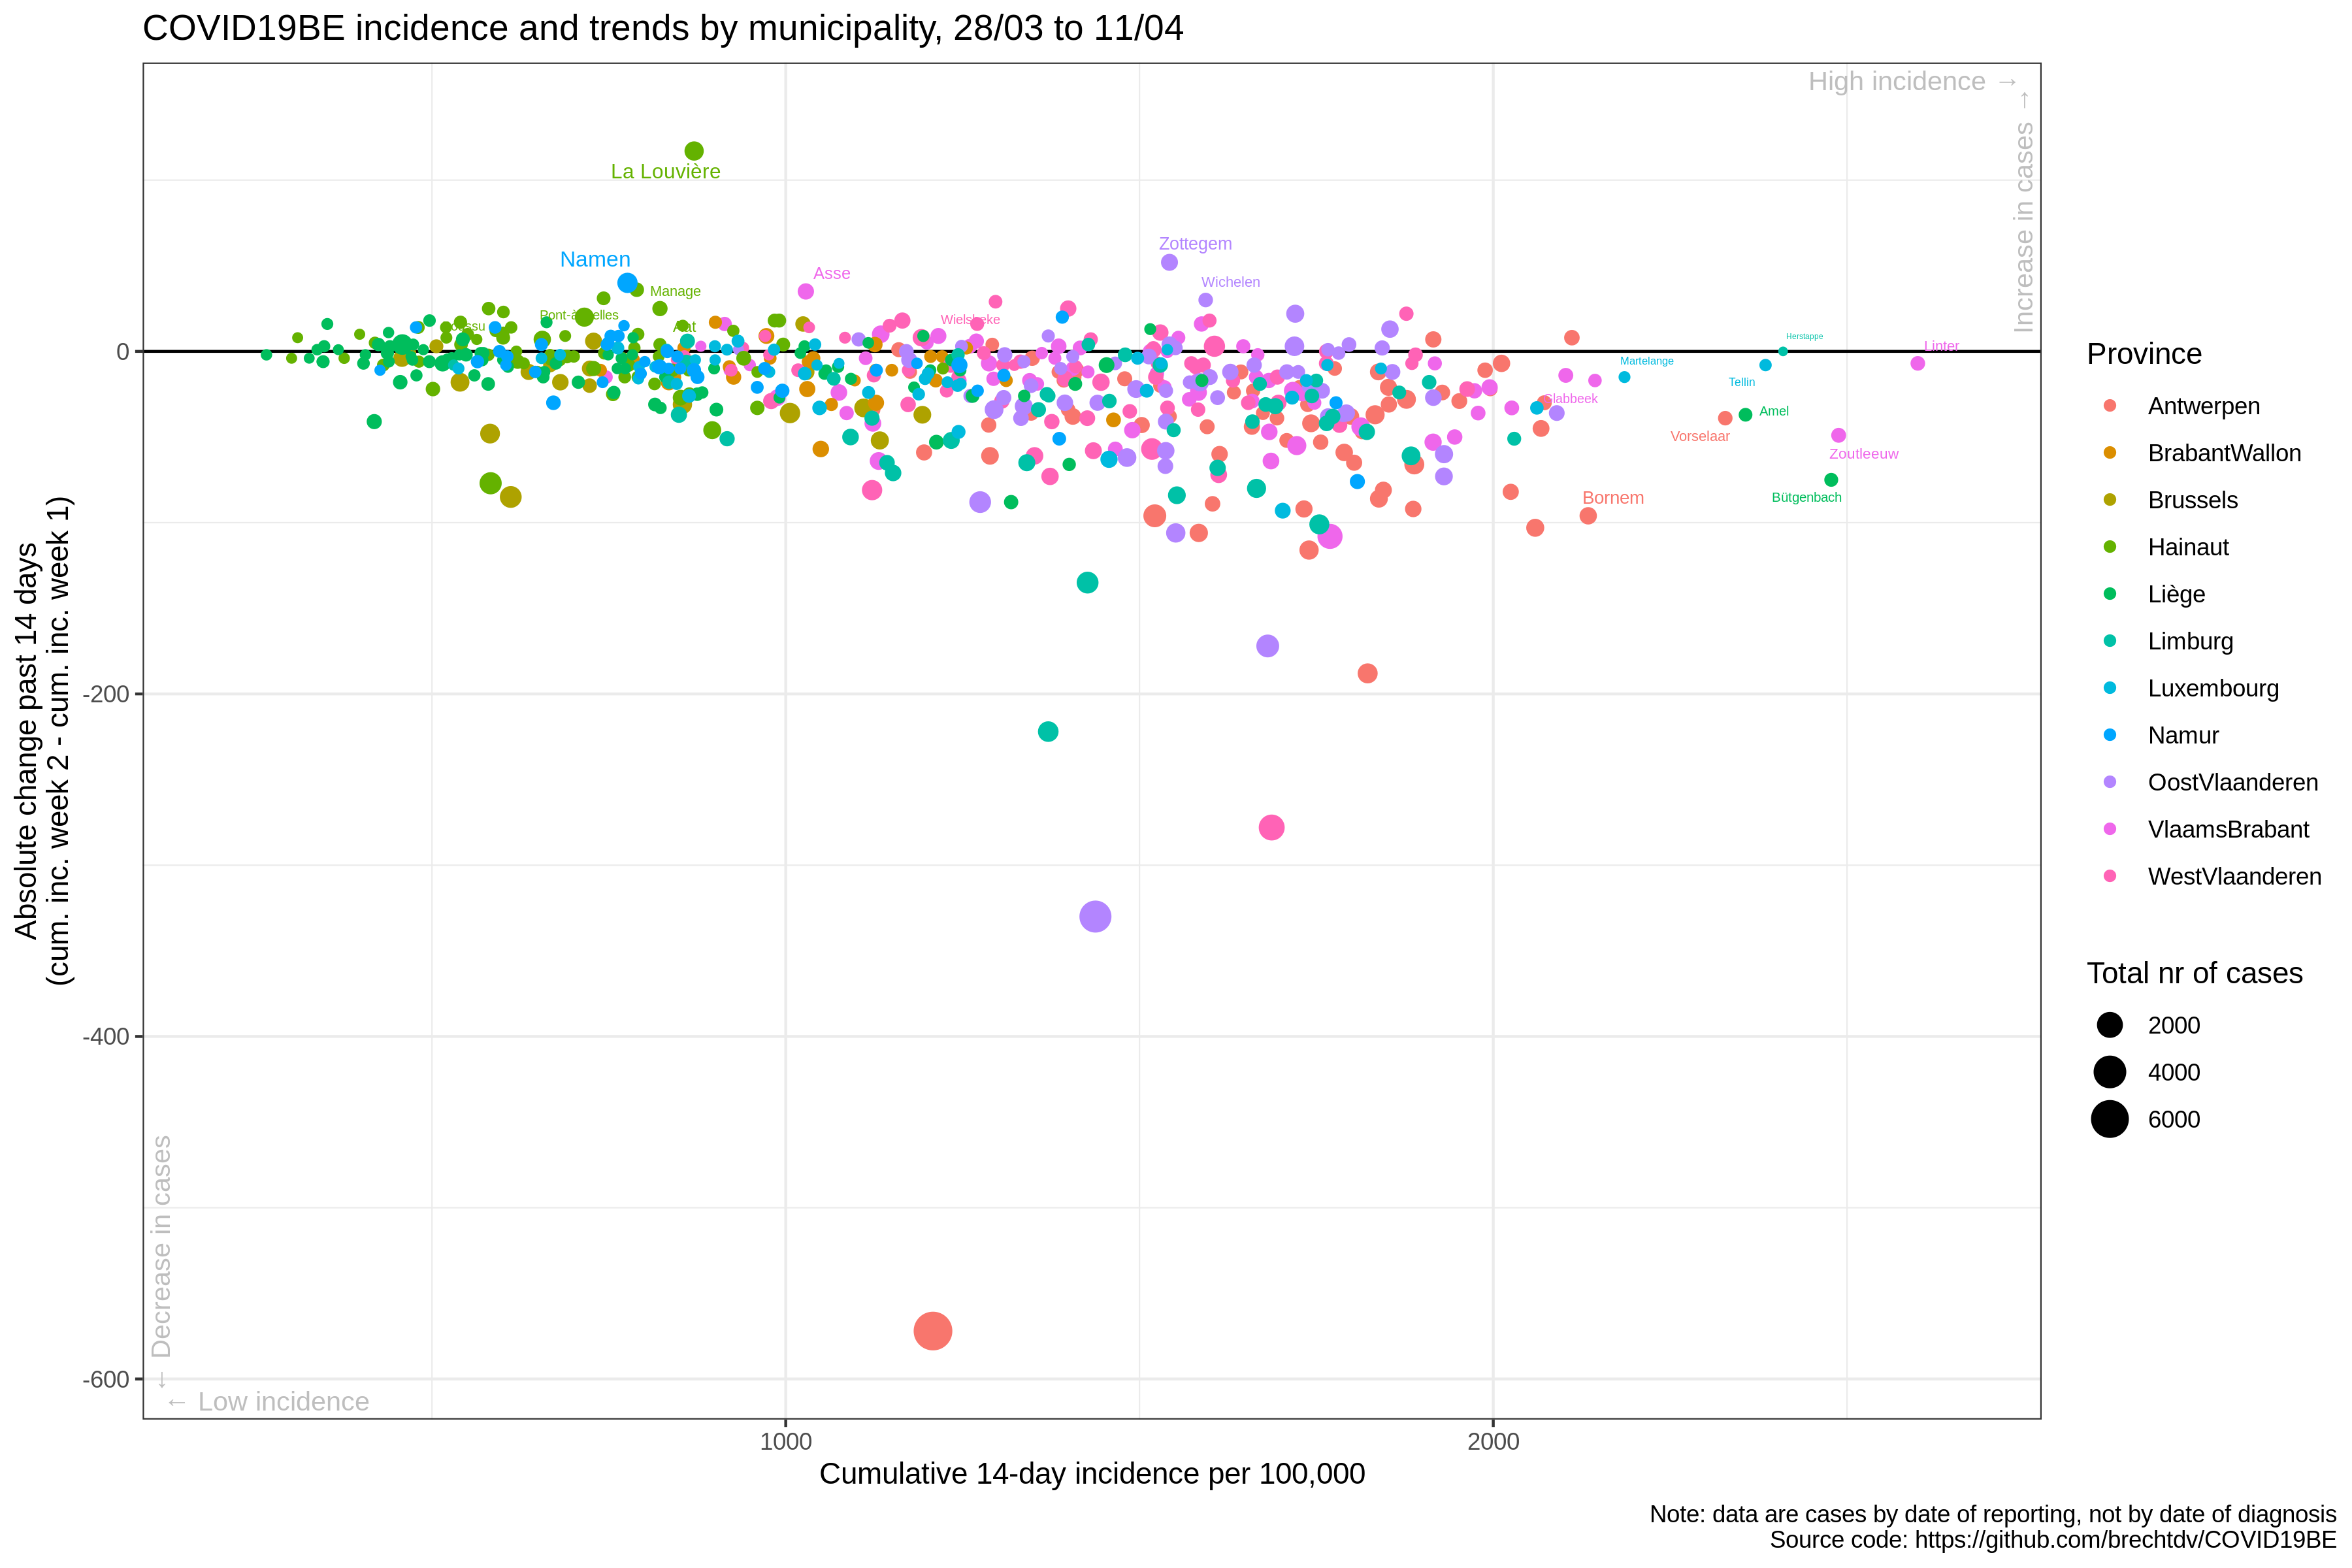 COVID19BE incidence and trends by municipality, 28/03 to 11/04
High incidence →
Increase in cases →
La Louvière
Zottegem
Namen
Asse
Wichelen
Manage
Wielsbeke
Herstappe
Linter
Martelange
Tellin
Glabbeek
Amel
Vorselaar
Zoutleeuw
Bütgenbach
Bornem
0
-200
-400
-600
Absolute change past 14 days
(cum. inc. week 2 - cum. inc. week 1)
← Decrease in cases
← Low incidence
1000
2000
Cumulative 14-day incidence per 100,000
Province
Antwerpen
BrabantWallon
Brussels
Hainaut
Liège
Limburg
Luxembourg
Namur
OostVlaanderen
VlaamsBrabant
WestVlaanderen
Total nr of cases
2000
4000
6000
Note: data are cases by date of reporting, not by date of diagnosis
Source code: https://github.com/brechtdv/COVID19BE